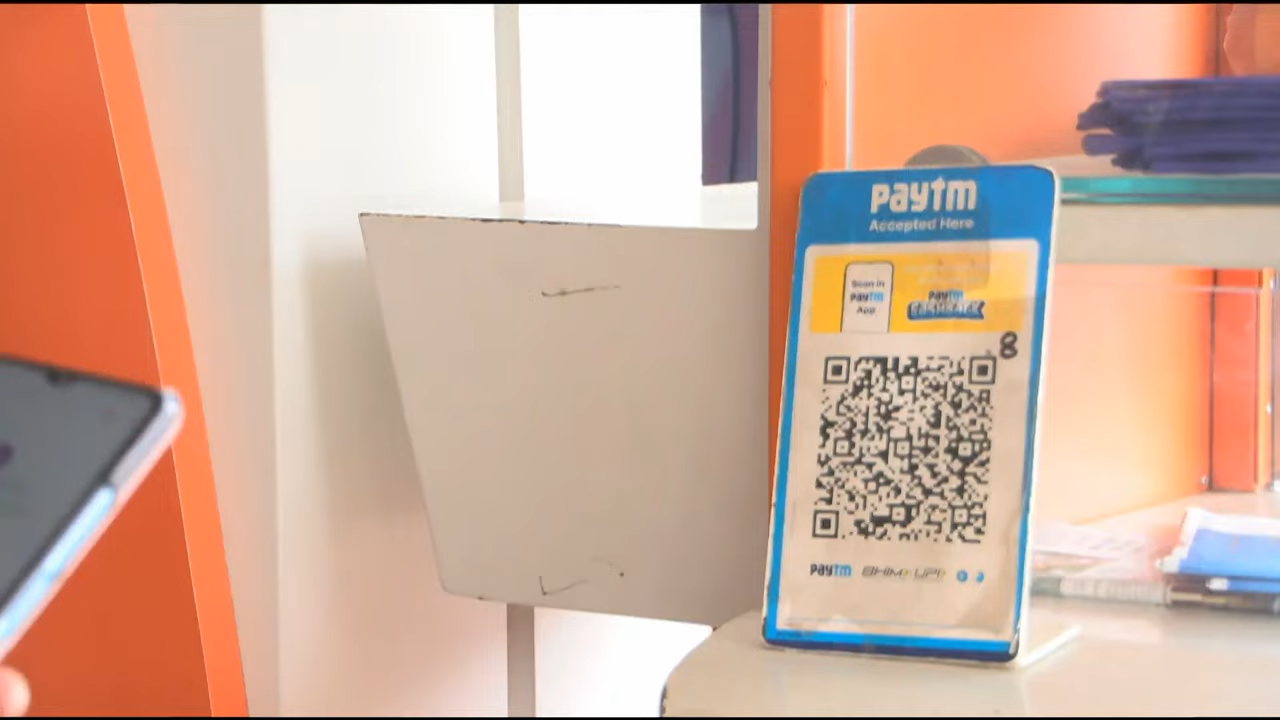 paytm
Accepted Here
Scan in
paytm
App
paytm
CASHBACK
8
paytm BHIM UPI